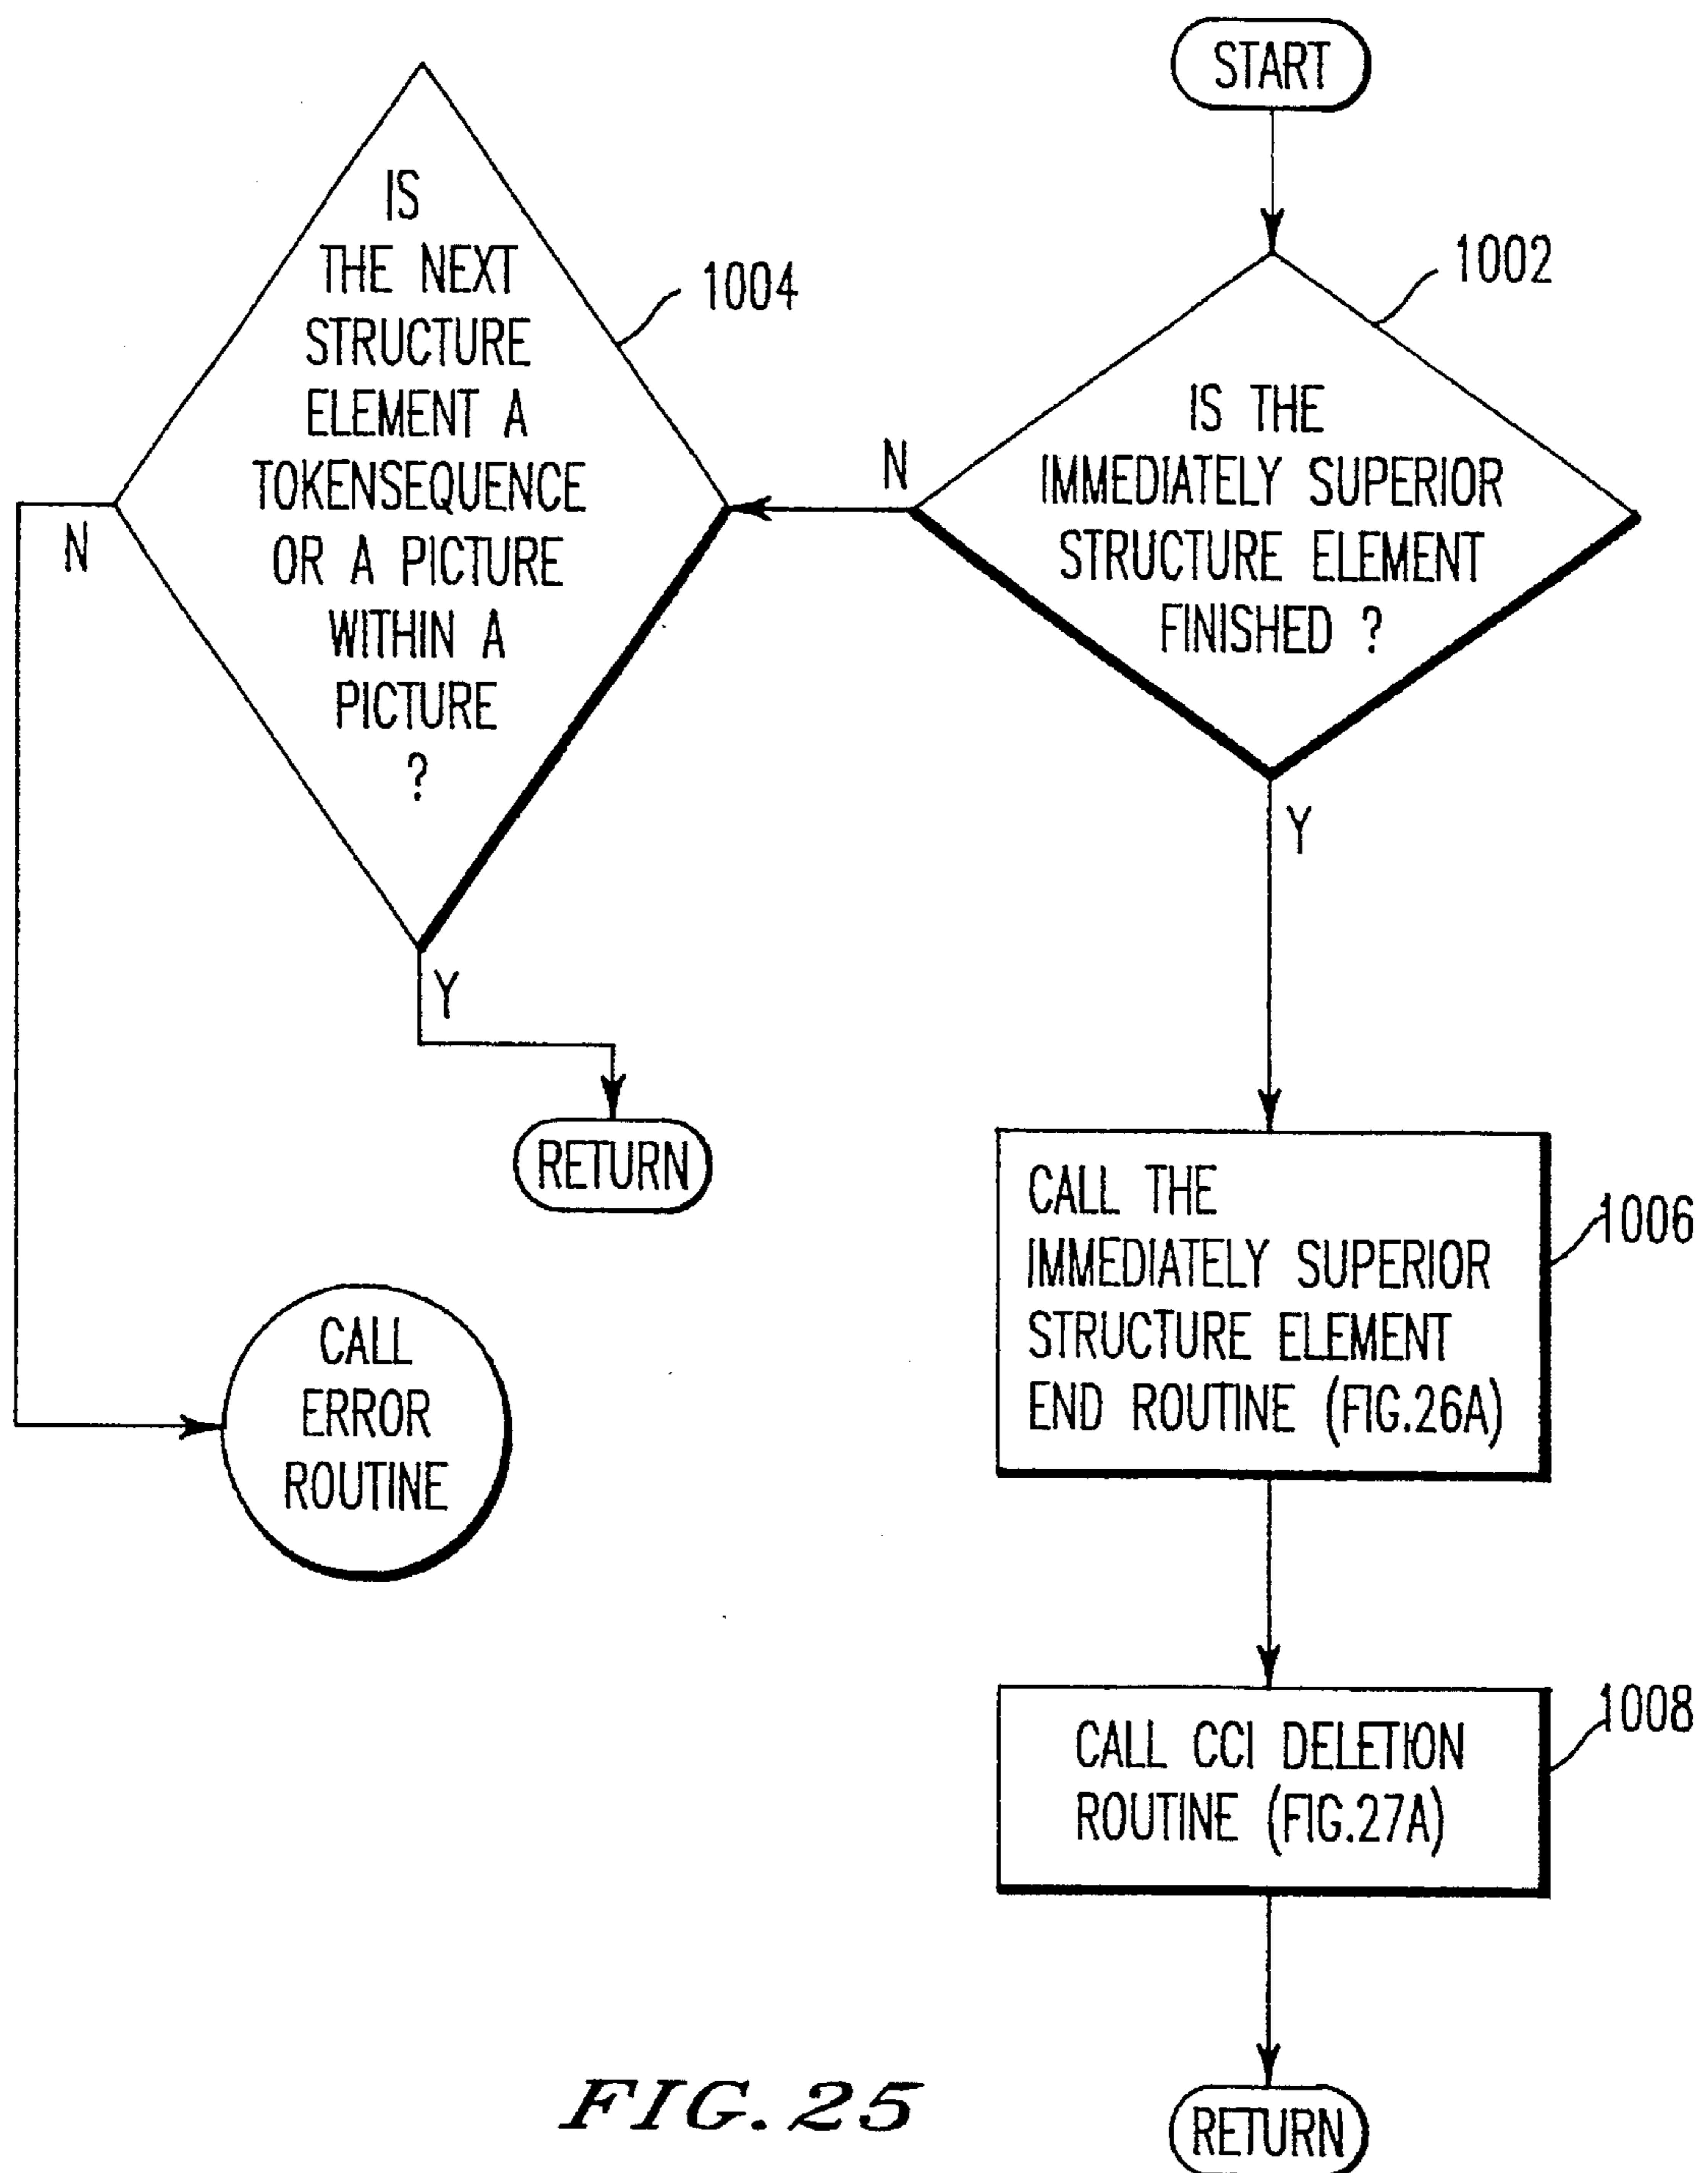 START
1002
IS THE
IMMEDIATELY SUPERIOR
STRUCTURE ELEMENT
FINISHED ?
N
Y
1004
IS
THE NEXT
STRUCTURE
ELEMENT A
TOKENSEQUENCE
OR A PICTURE
WITHIN A
PICTURE
?
N
Y
RETURN
CALL
ERROR
ROUTINE
1006
CALL THE
IMMEDIATELY SUPERIOR
STRUCTURE ELEMENT
END ROUTINE (FIG.26A)
1008
CALL CCI DELETION
ROUTINE (FIG.27A)
RETURN
FIG. 25